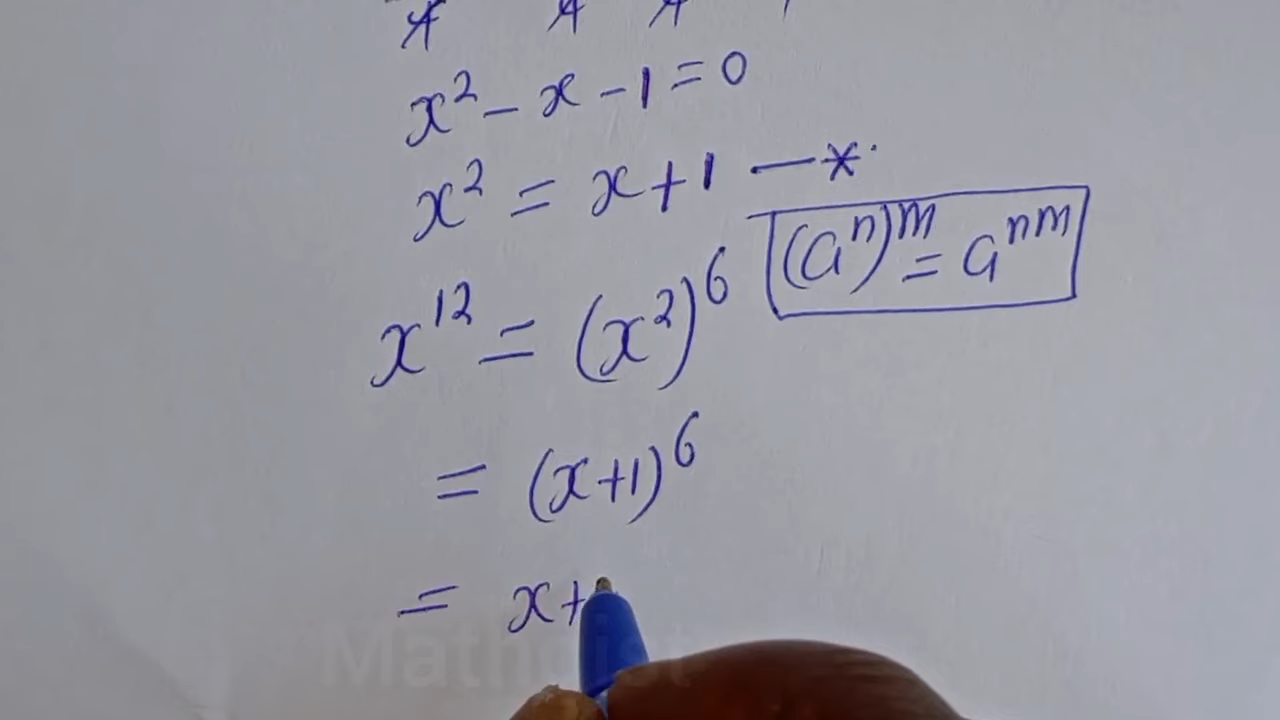 x² - x - 1 = 0
x² = x + 1 — *
(aⁿ)ᵐ = aⁿᵐ
x¹² = (x²)⁶
= (x+1)⁶
= x+